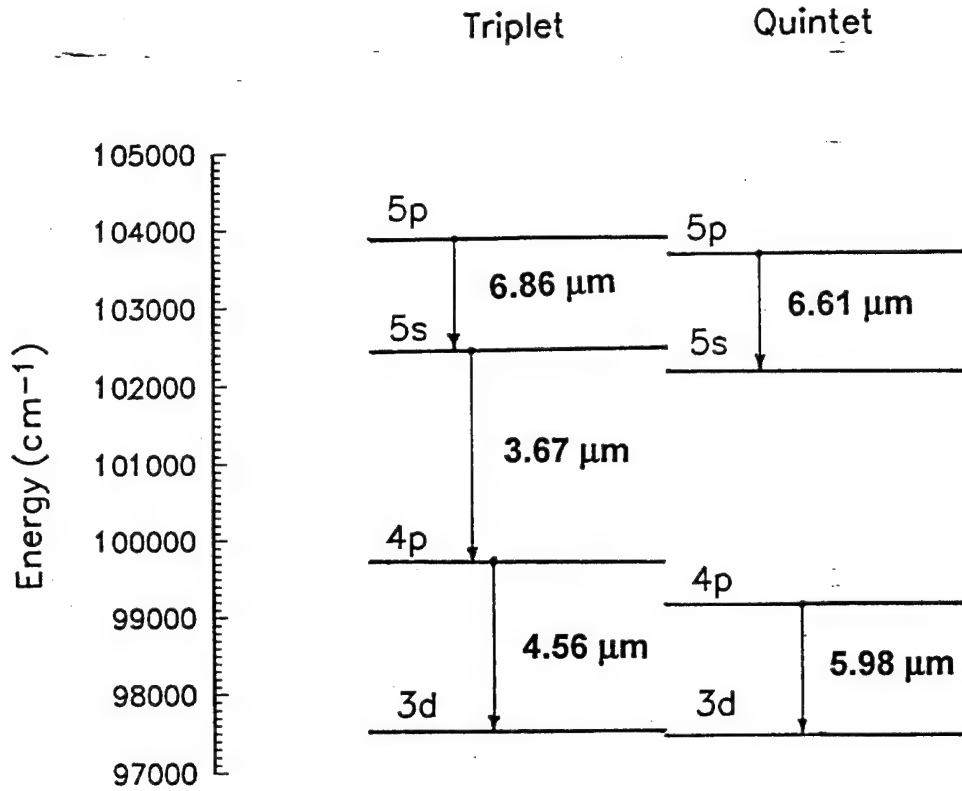 Triplet
Quintet
Energy (cm⁻¹)
105000
104000
103000
102000
101000
100000
99000
98000
97000
5p
6.86 µm
5s
3.67 µm
4p
4.56 µm
3d
5p
6.61 µm
5s
4p
5.98 µm
3d